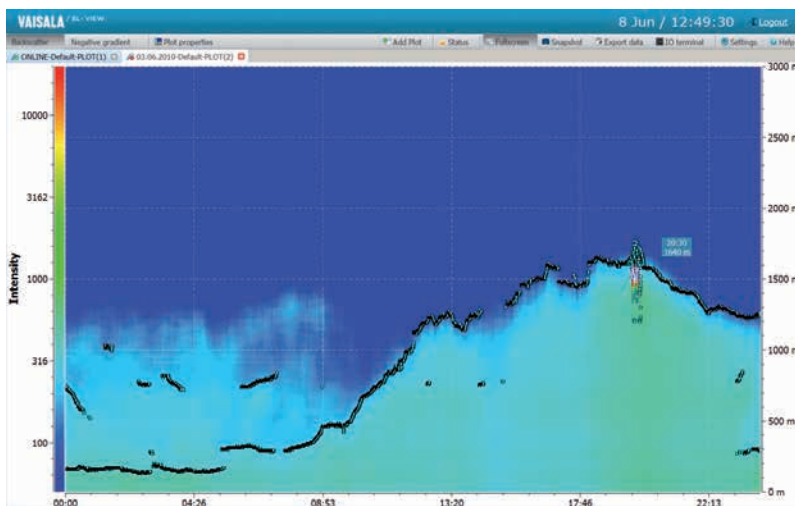 VAISALA / BL-VIEW
8 Jun / 12:49:30 Logout
Backscatter Negative gradient Plot properties Add Plot Status Fullscreen Snapshot Export data IO terminal Settings Help
ONLINE-Default-PLOT(1) 03.06.2010-Default-PLOT(2)
3000 m
10000
2500 m
3162
2000 m
20:30
1640 m
Intensity
1000
1500 m
316
1000 m
500 m
100
0 m
00:00 04:26 08:53 13:20 17:46 22:13